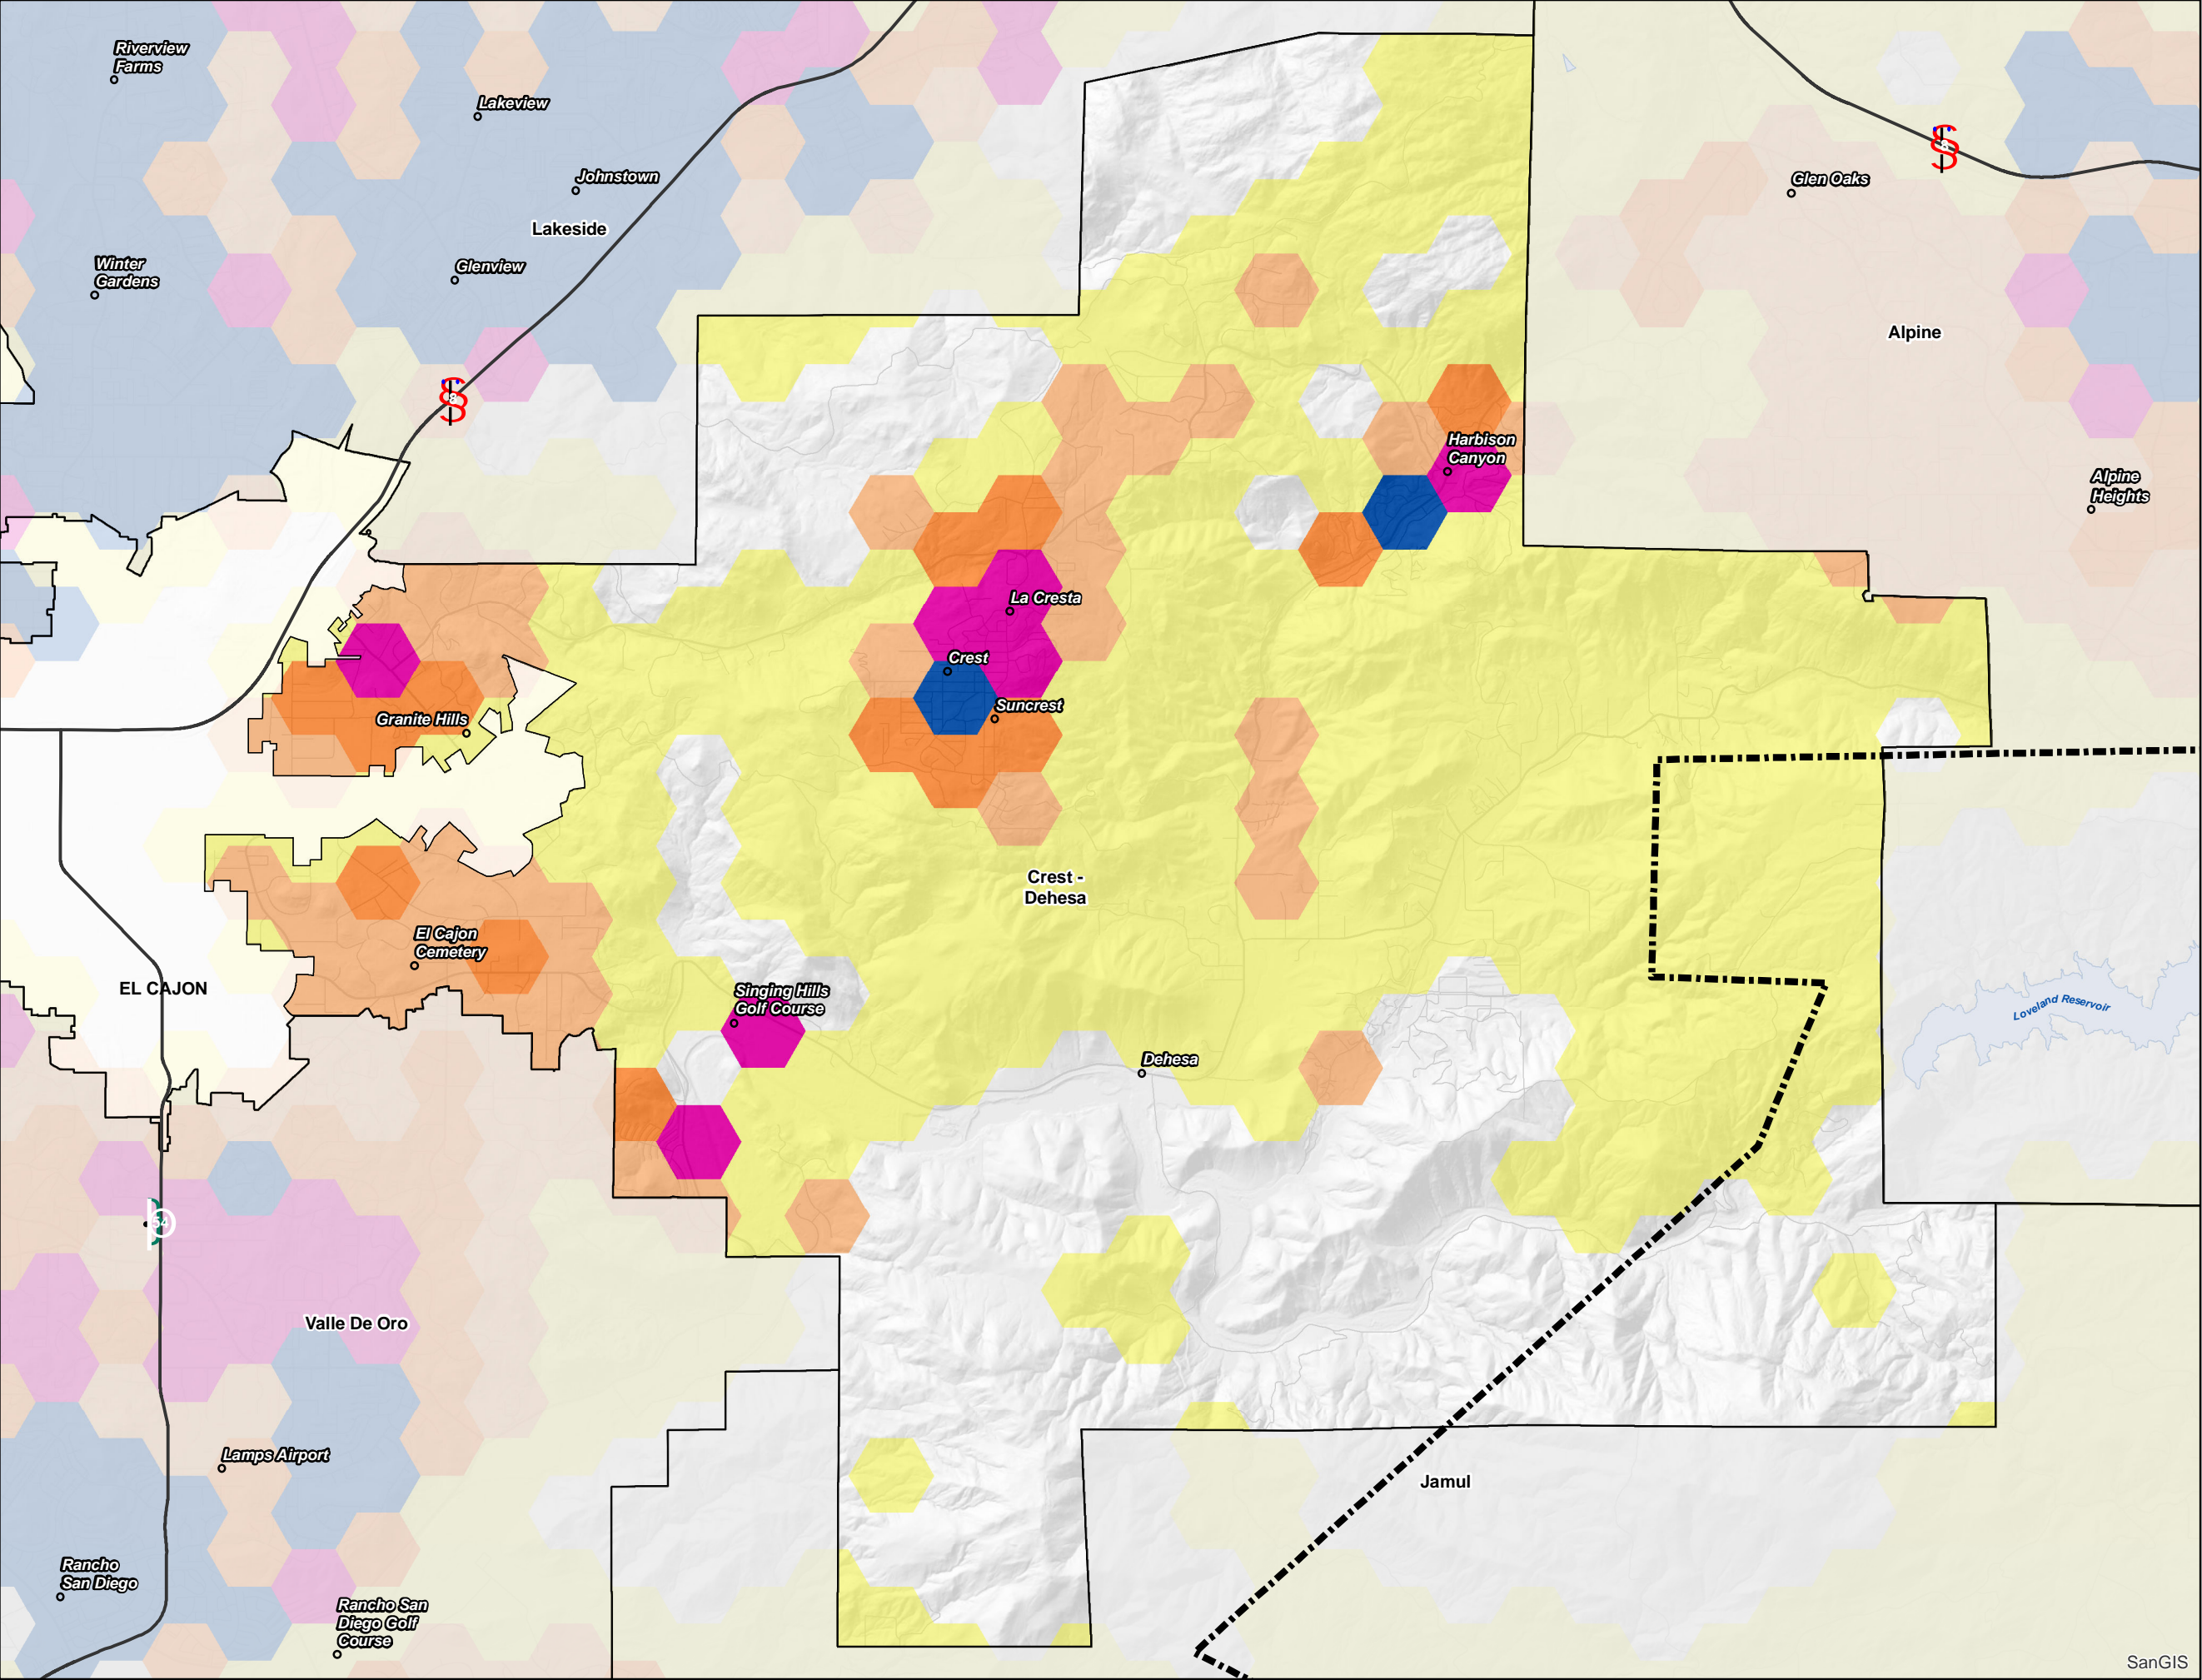 Riverview
Farms
Lakeview
Johnstown
Lakeside
Glen Oaks
Winter
Gardens
Glenview
Alpine
8
Harbison
Canyon
Alpine
Heights
La Cresta
Crest
Suncrest
Granite Hills
Crest -
Dehesa
El Cajon
Cemetery
EL CAJON
Singing Hills
Golf Course
Loveland Reservoir
Dehesa
54
Valle De Oro
Lamps Airport
Jamul
Rancho
San Diego
Rancho San
Diego Golf
Course
SanGIS